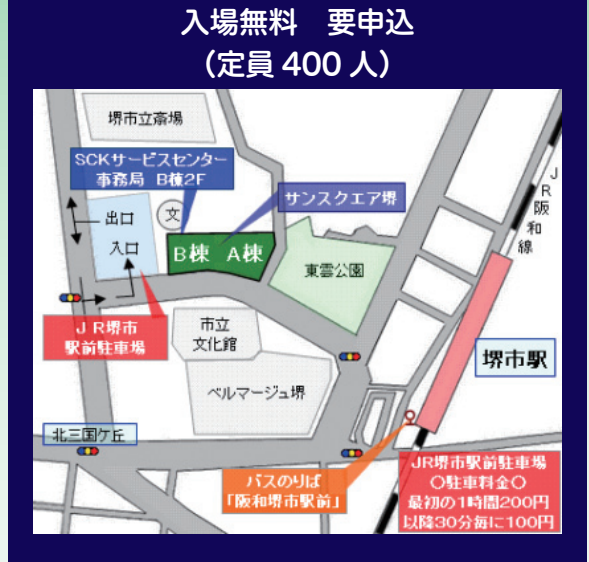 入場無料　要申込
（定員 400 人）
堺市立斎場
SCKサービスセンター
事務局 B棟2F
サンスクエア堺
JR阪和線
出口
文
入口
B棟 A棟
東雲公園
JR堺市
駅前駐車場
市立
文化館
堺市駅
ベルマージュ堺
北三国ケ丘
バスのりば
「阪和堺市駅前」
JR堺市駅前駐車場
○駐車料金○
最初の1時間200円
以降30分毎に100円